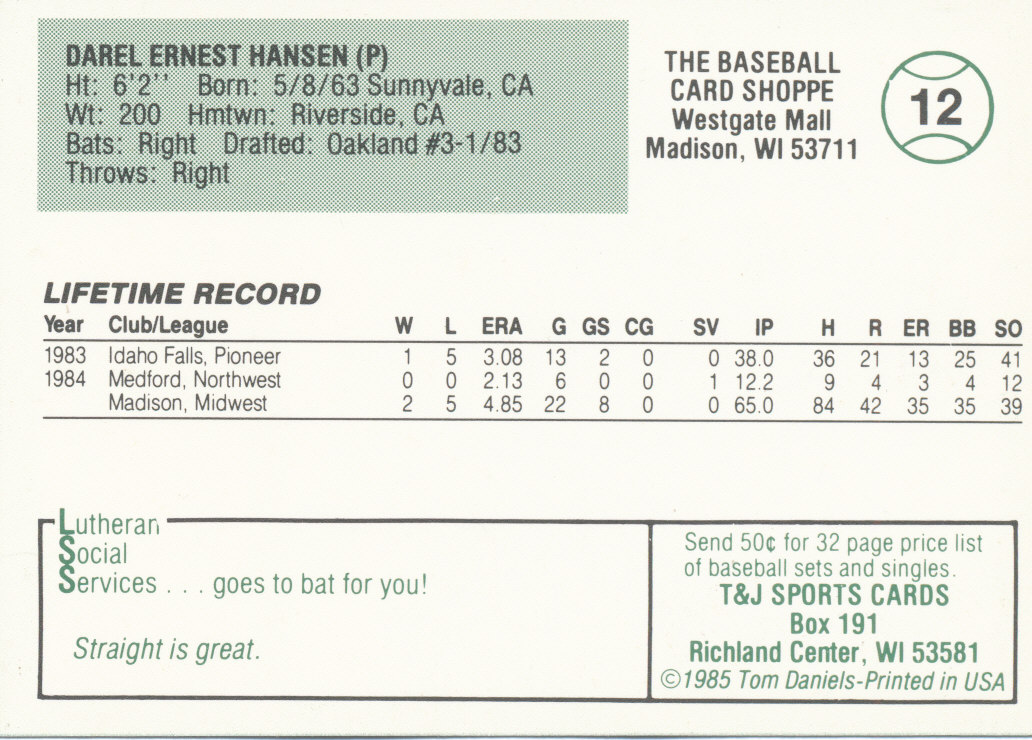 DAREL ERNEST HANSEN (P)
Ht: 6'2'' Born: 5/8/63 Sunnyvale, CA
Wt: 200 Hmtwn: Riverside, CA
Bats: Right Drafted: Oakland #3-1/83
Throws: Right
THE BASEBALL
CARD SHOPPE
Westgate Mall
Madison, WI 53711
12
LIFETIME RECORD
Year Club/League W L ERA G GS CG SV IP H R ER BB SO
1983 Idaho Falls, Pioneer 1 5 3.08 13 2 0 0 38.0 36 21 13 25 41
1984 Medford, Northwest 0 0 2.13 6 0 0 1 12.2 9 4 3 4 12
Madison, Midwest 2 5 4.85 22 8 0 0 65.0 84 42 35 35 39
Lutheran
Social
Services . . . goes to bat for you!
Straight is great.
Send 50¢ for 32 page price list
of baseball sets and singles.
T&J SPORTS CARDS
Box 191
Richland Center, WI 53581
©1985 Tom Daniels-Printed in USA